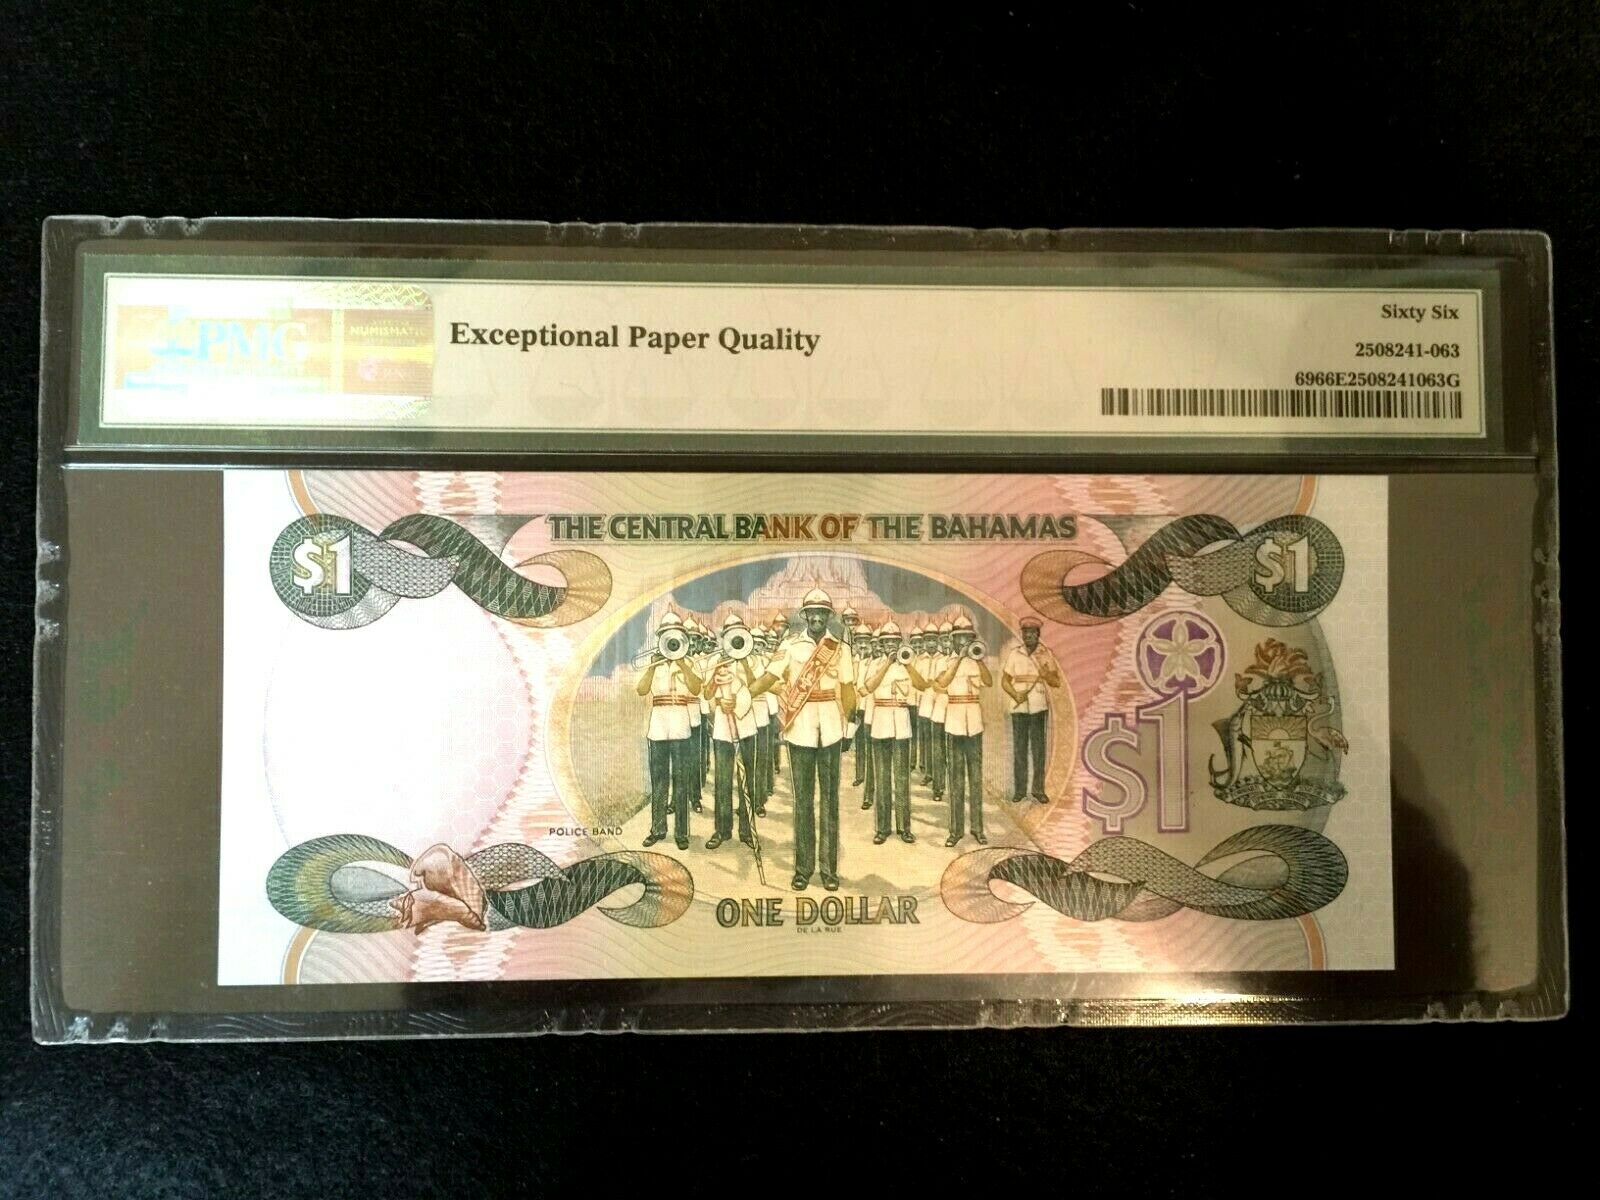 PMG
NUMISMATIC
Exceptional Paper Quality
Sixty Six
2508241-063
6966E2508241063G
THE CENTRAL BANK OF THE BAHAMAS
$1
$1
$1
POLICE BAND
ONE DOLLAR
DE LA RUE